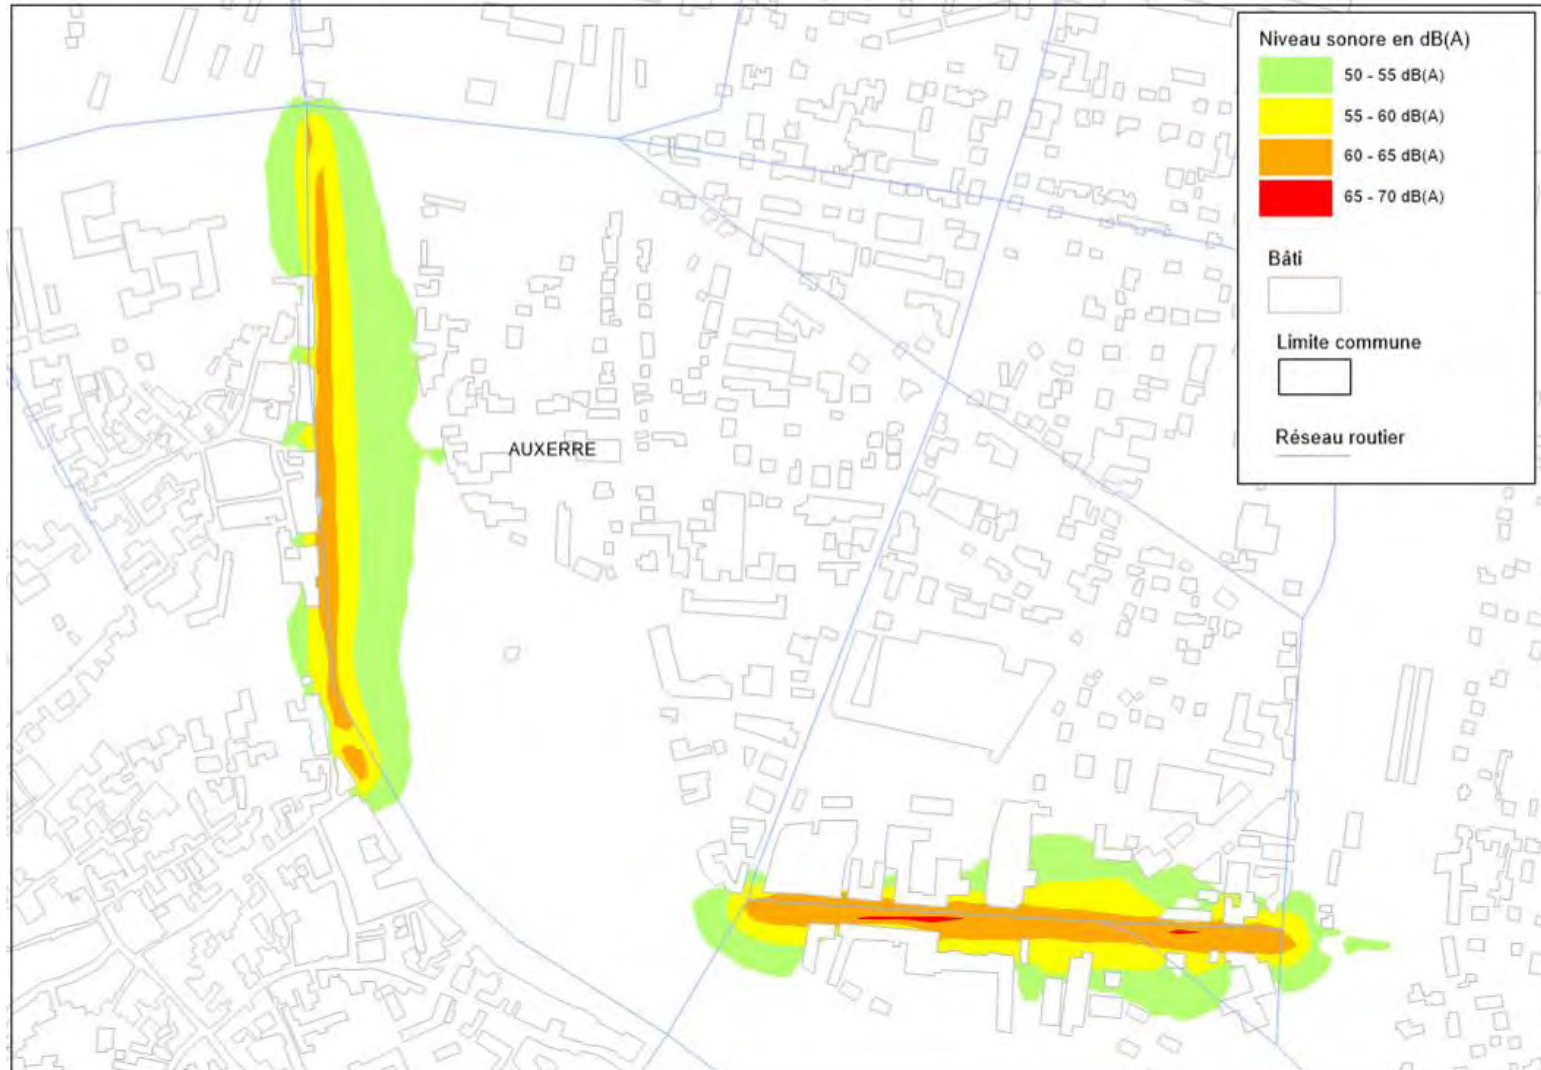 Niveau sonore en dB(A)
50 - 55 dB(A)
55 - 60 dB(A)
60 - 65 dB(A)
65 - 70 dB(A)
Bâti
Limite commune
Réseau routier
AUXERRE